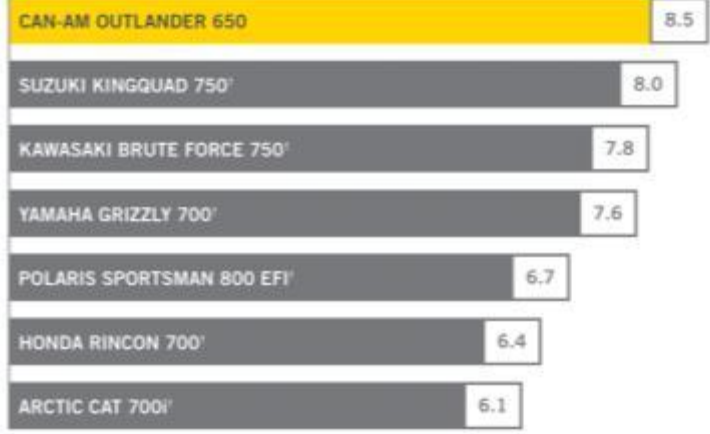 CAN-AM OUTLANDER 650 8.5
SUZUKI KINGQUAD 750† 8.0
KAWASAKI BRUTE FORCE 750† 7.8
YAMAHA GRIZZLY 700† 7.6
POLARIS SPORTSMAN 800 EFI† 6.7
HONDA RINCON 700† 6.4
ARCTIC CAT 700i† 6.1